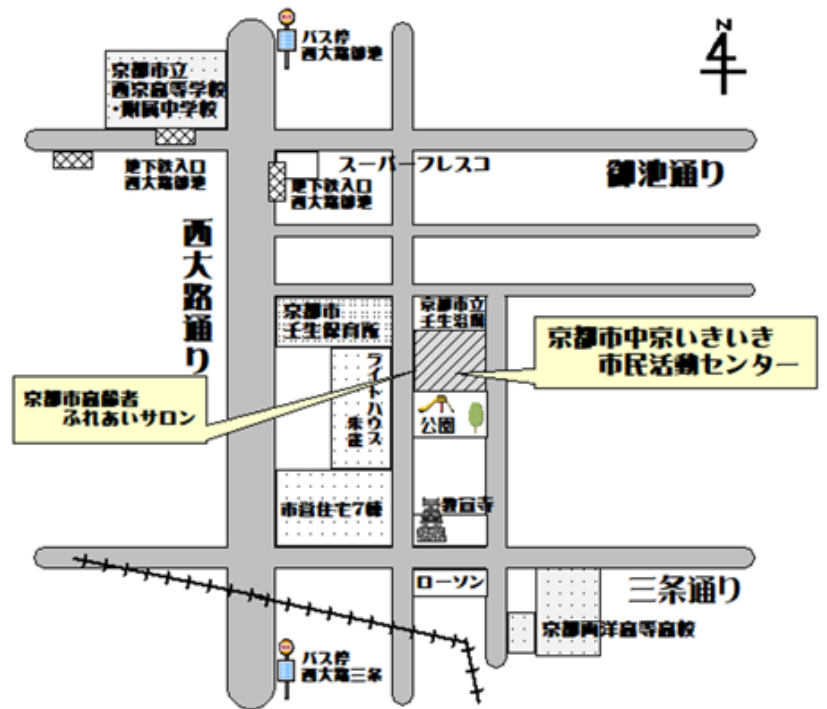 バス停
西大路御池
N
京都市立
西京高等学校
・附属中学校
地下鉄入口
西大路御池
スーパーフレスコ
地下鉄入口
西大路御池
御池通り
西大路通り
京都市
壬生保育所
京都市立
壬生浴場
京都市中京いきいき
市民活動センター
ライトハウス
朱雀
京都市高齢者
ふれあいサロン
公園
市営住宅7棟
教宣寺
ローソン
三条通り
京都両洋高等高校
バス停
西大路三条